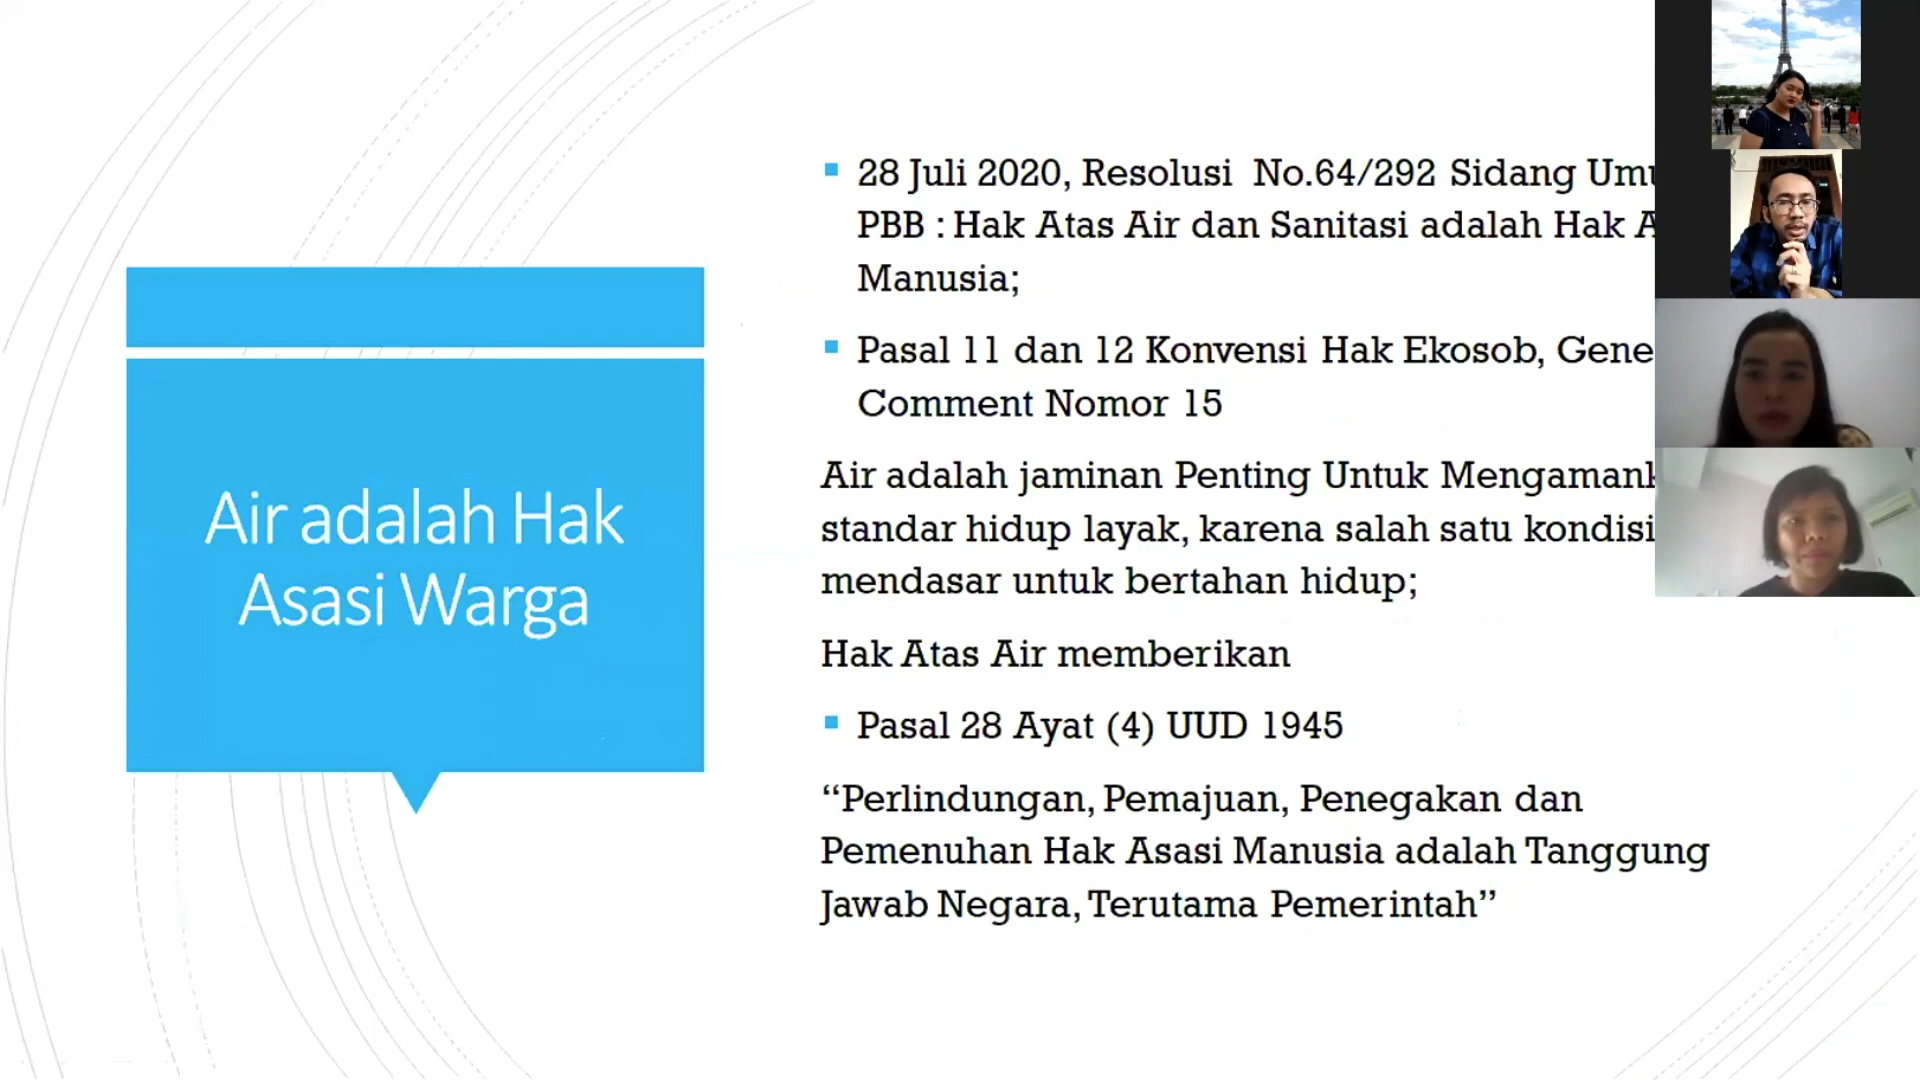 Air adalah Hak
Asasi Warga
28 Juli 2020, Resolusi No.64/292 Sidang
PBB : Hak Atas Air dan Sanitasi adalah Hak
Manusia;
Pasal 11 dan 12 Konvensi Hak Ekosob,
Comment Nomor 15
Air adalah jaminan Penting Untuk
standar hidup layak, karena salah satu kondisi
mendasar untuk bertahan hidup;
Hak Atas Air memberikan
Pasal 28 Ayat (4) UUD 1945
“Perlindungan, Pemajuan, Penegakan dan
Pemenuhan Hak Asasi Manusia adalah Tanggung
Jawab Negara, Terutama Pemerintah”